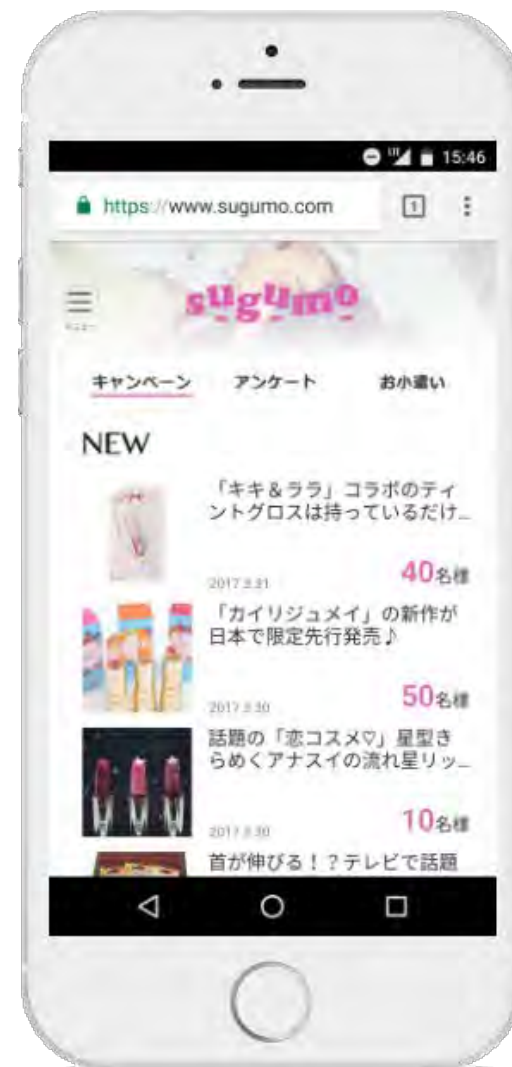 15:46
https://www.sugumo.com
1
sugumo
キャンペーン アンケート お小遣い
NEW
「キキ＆ララ」コラボのティ
ントグロスは持っているだけ...
2017.3.31
40名様
「カイリジュメイ」の新作が
日本で限定先行発売♪
2017.3.30
50名様
話題の「恋コスメ♡」星型き
らめくアナスイの流れ星リッ...
2017.3.30
10名様
首が伸びる！？テレビで話題